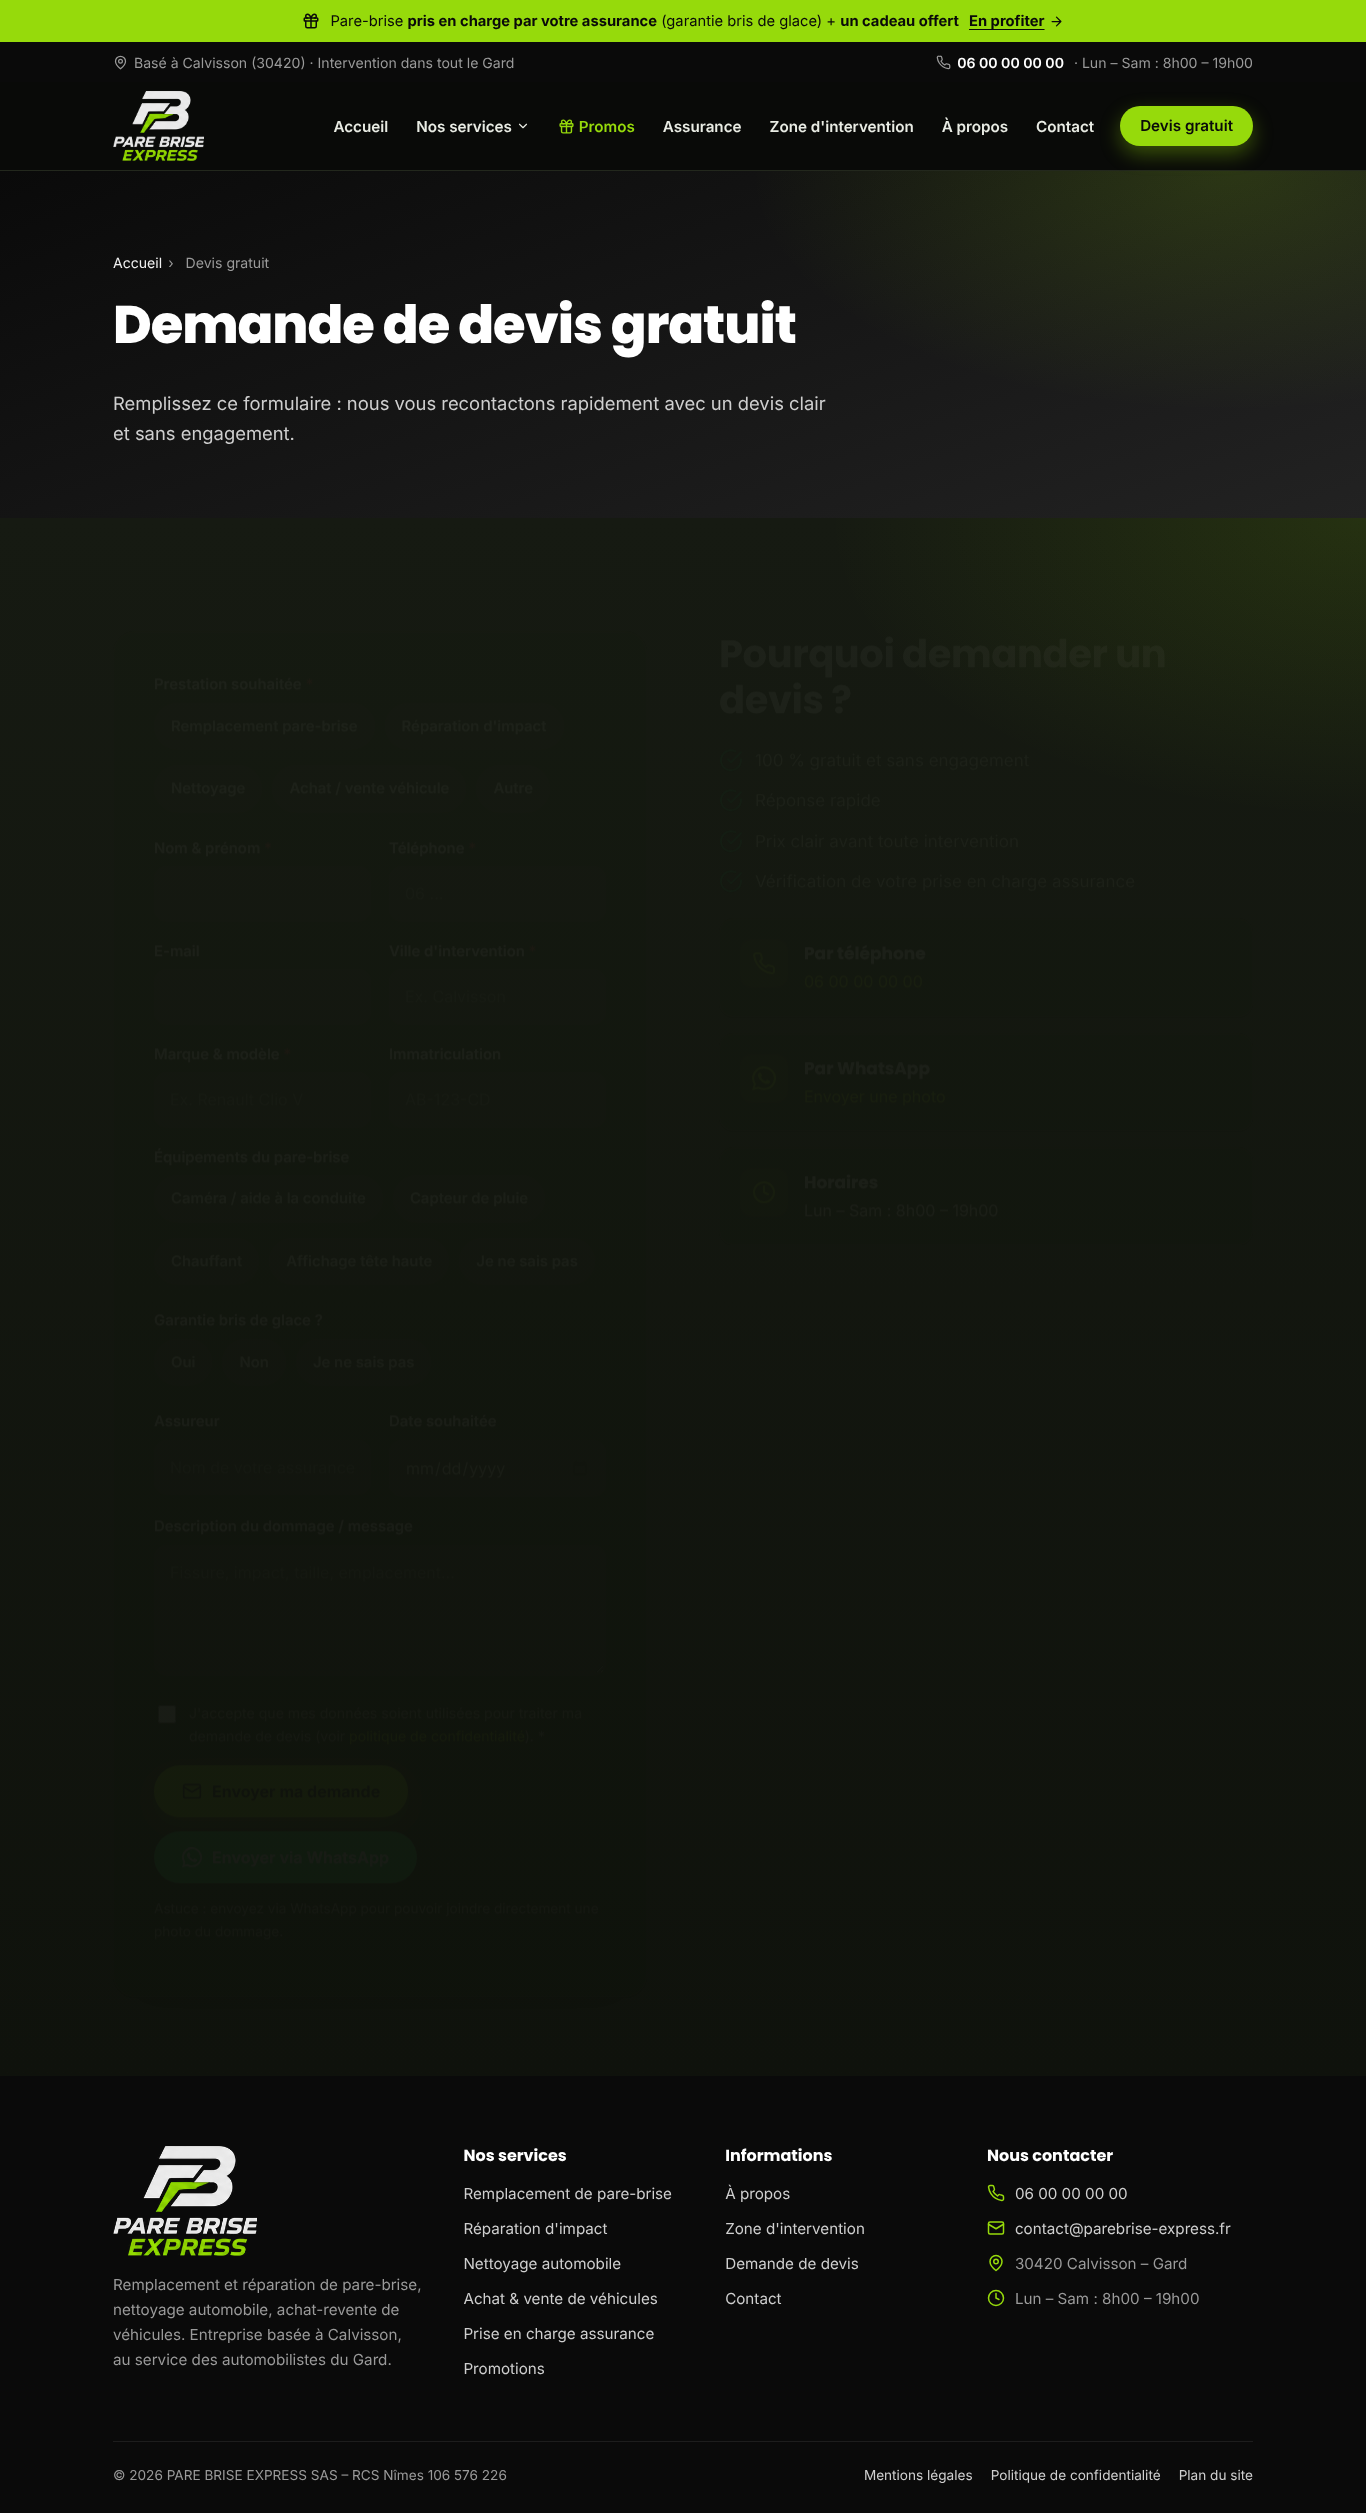 Pare-brise pris en charge par votre assurance (garantie bris de glace) + un cadeau offert En profiter →
Basé à Calvisson (30420) · Intervention dans tout le Gard
06 00 00 00 00 · Lun – Sam : 8h00 – 19h00
PARE BRISE
EXPRESS
Accueil Nos services Promos Assurance Zone d'intervention À propos Contact Devis gratuit
Accueil › Devis gratuit
Demande de devis gratuit
Remplissez ce formulaire : nous vous recontactons rapidement avec un devis clair
et sans engagement.
Prestation souhaitée *
Remplacement pare-brise Réparation d'impact
Nettoyage Achat / vente véhicule Autre
Nom & prénom * Téléphone *
E-mail Ville d'intervention *
Marque & modèle * Immatriculation
Équipements du pare-brise
Caméra / aide à la conduite Capteur de pluie
Chauffant Affichage tête haute Je ne sais pas
Garantie bris de glace ?
Oui Non Je ne sais pas
Assureur Date souhaitée
mm/dd/yyyy
Description du dommage / message
Envoyer ma demande
Envoyer via WhatsApp
Pourquoi demander un
devis ?
100 % gratuit et sans engagement
Réponse rapide
Prix clair avant toute intervention
Vérification de votre prise en charge assurance
Par téléphone
06 00 00 00 00
Par WhatsApp
Envoyer une photo
Horaires
Lun – Sam : 8h00 – 19h00
PARE BRISE
EXPRESS
Remplacement et réparation de pare-brise,
nettoyage automobile, achat-revente de
véhicules. Entreprise basée à Calvisson,
au service des automobilistes du Gard.
Nos services
Remplacement de pare-brise
Réparation d'impact
Nettoyage automobile
Achat & vente de véhicules
Prise en charge assurance
Promotions
Informations
À propos
Zone d'intervention
Demande de devis
Contact
Nous contacter
06 00 00 00 00
contact@parebrise-express.fr
30420 Calvisson – Gard
Lun – Sam : 8h00 – 19h00
© 2026 PARE BRISE EXPRESS SAS – RCS Nîmes 106 576 226
Mentions légales Politique de confidentialité Plan du site